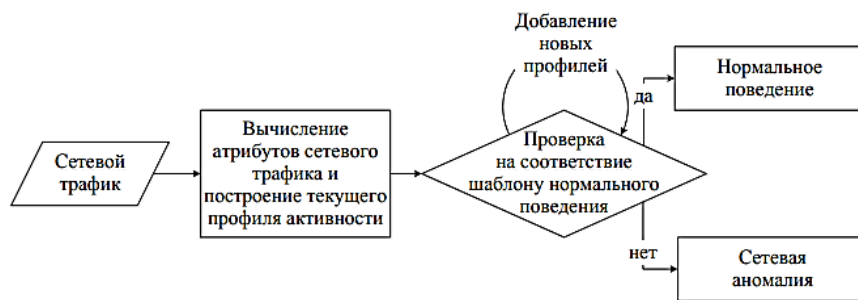 Сетевой
трафик
Вычисление
атрибутов сетевого
трафика и
построение текущего
профиля активности
Добавление
новых
профилей
Проверка
на соответствие
шаблону нормального
поведения
да
Нормальное
поведение
нет
Сетевая
аномалия